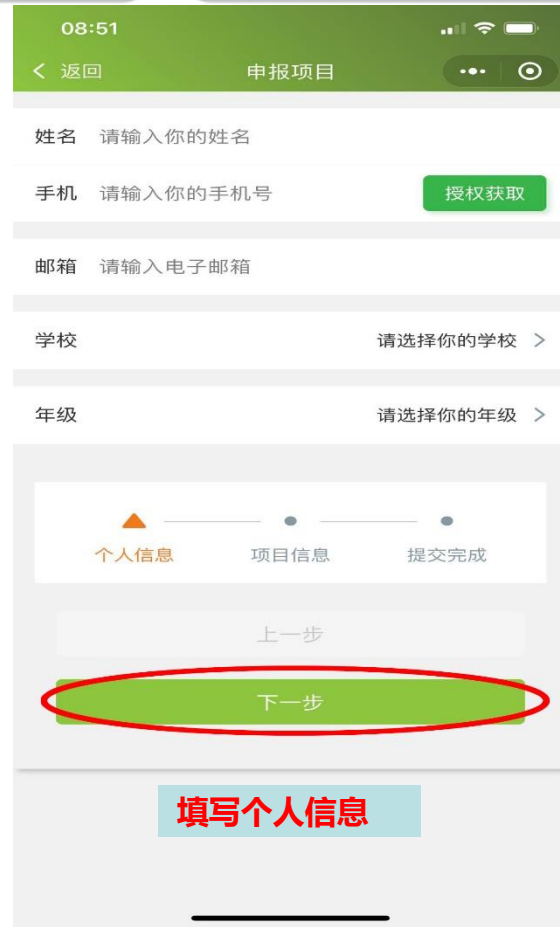 08:51
返回 申报项目
姓名 请输入你的姓名
手机 请输入你的手机号 授权获取
邮箱 请输入电子邮箱
学校 请选择你的学校
年级 请选择你的年级
个人信息 项目信息 提交完成
上一步
下一步
填写个人信息